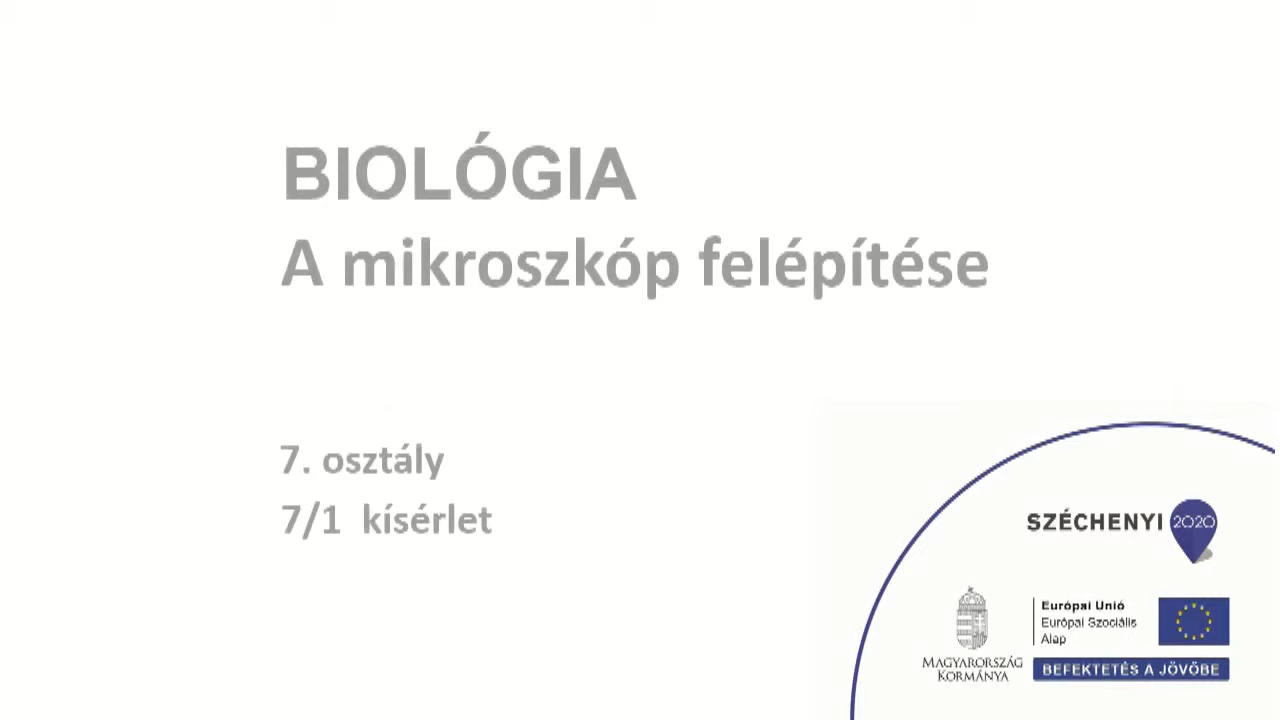 BIOLÓGIA
A mikroszkóp felépítése
7. osztály
7/1 kísérlet
SZÉCHENYI 2020
MAGYARORSZÁG
KORMÁNYA
Európai Unió
Európai Szociális
Alap
BEFEKTETÉS A JÖVŐBE